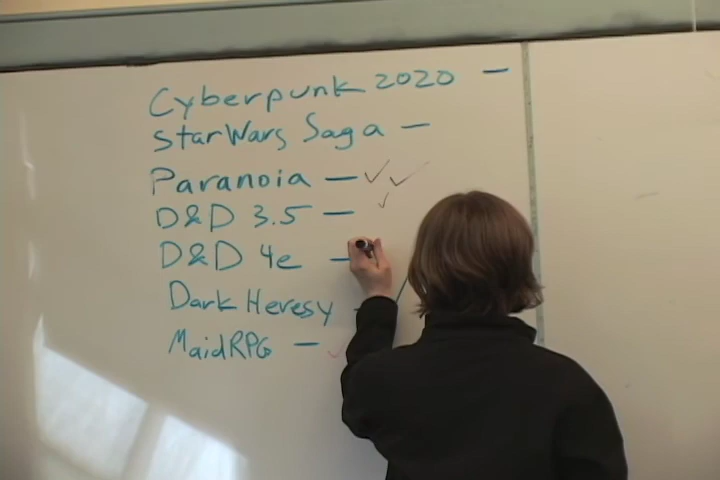 Cyberpunk 2020 —
StarWars Saga —
Paranoia — ✓ ✓
D&D 3.5 — ✓
D&D 4e —
Dark Heresy -
MaidRPG — ✓